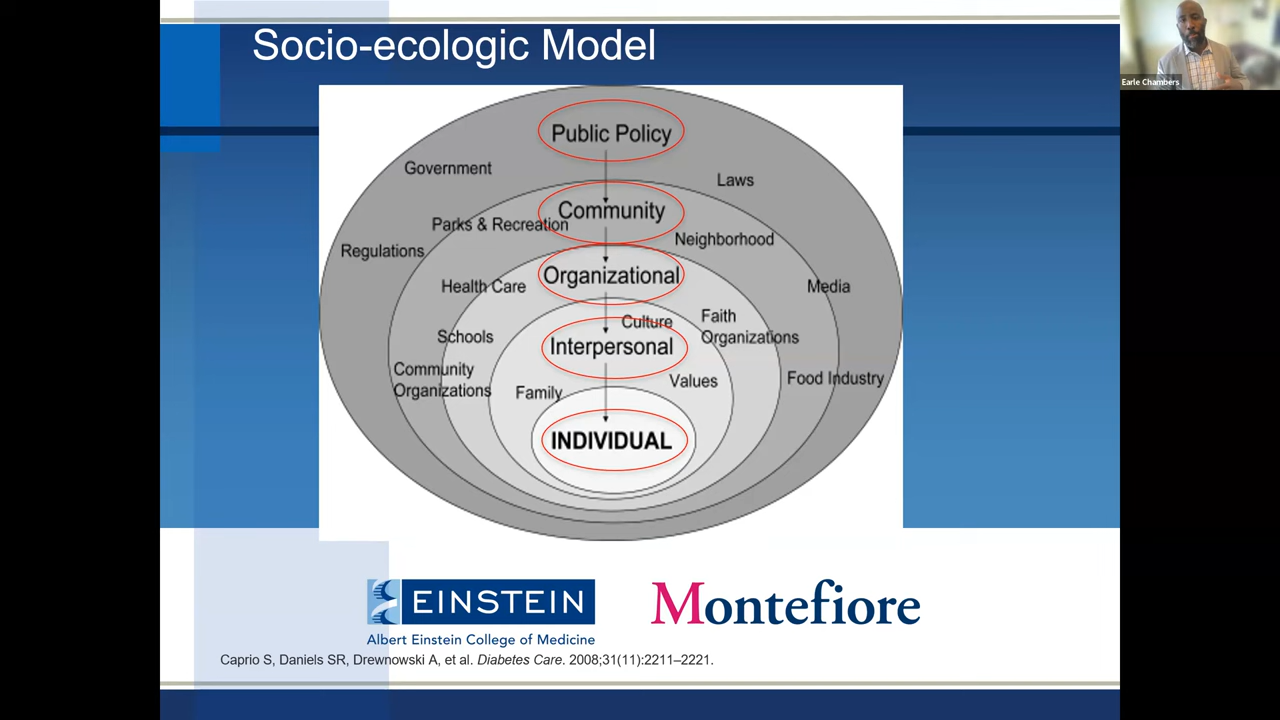 Socio-ecologic Model
Earle Chambers
Public Policy
Government
Laws
Community
Parks & Recreation
Neighborhood
Regulations
Organizational
Health Care
Media
Culture
Faith
Organizations
Schools
Interpersonal
Community
Organizations
Values
Food Industry
Family
INDIVIDUAL
EINSTEIN
Albert Einstein College of Medicine
Montefiore
Caprio S, Daniels SR, Drewnowski A, et al. Diabetes Care. 2008;31(11):2211–2221.